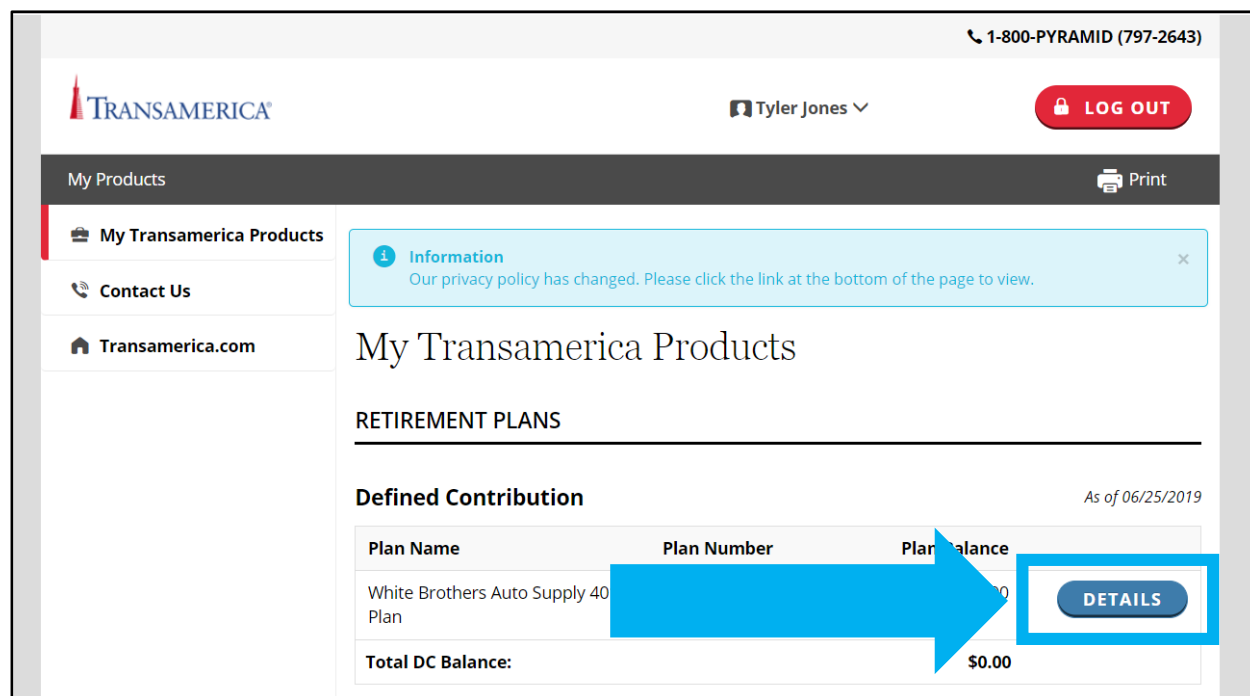 1-800-PYRAMID (797-2643)
TRANSAMERICA®
Tyler Jones
LOG OUT
My Products
Print
My Transamerica Products
Contact Us
Transamerica.com
Information
Our privacy policy has changed. Please click the link at the bottom of the page to view.
My Transamerica Products
RETIREMENT PLANS
Defined Contribution
As of 06/25/2019
Plan Name Plan Number Plan Balance
White Brothers Auto Supply 40
Plan
DETAILS
Total DC Balance: $0.00